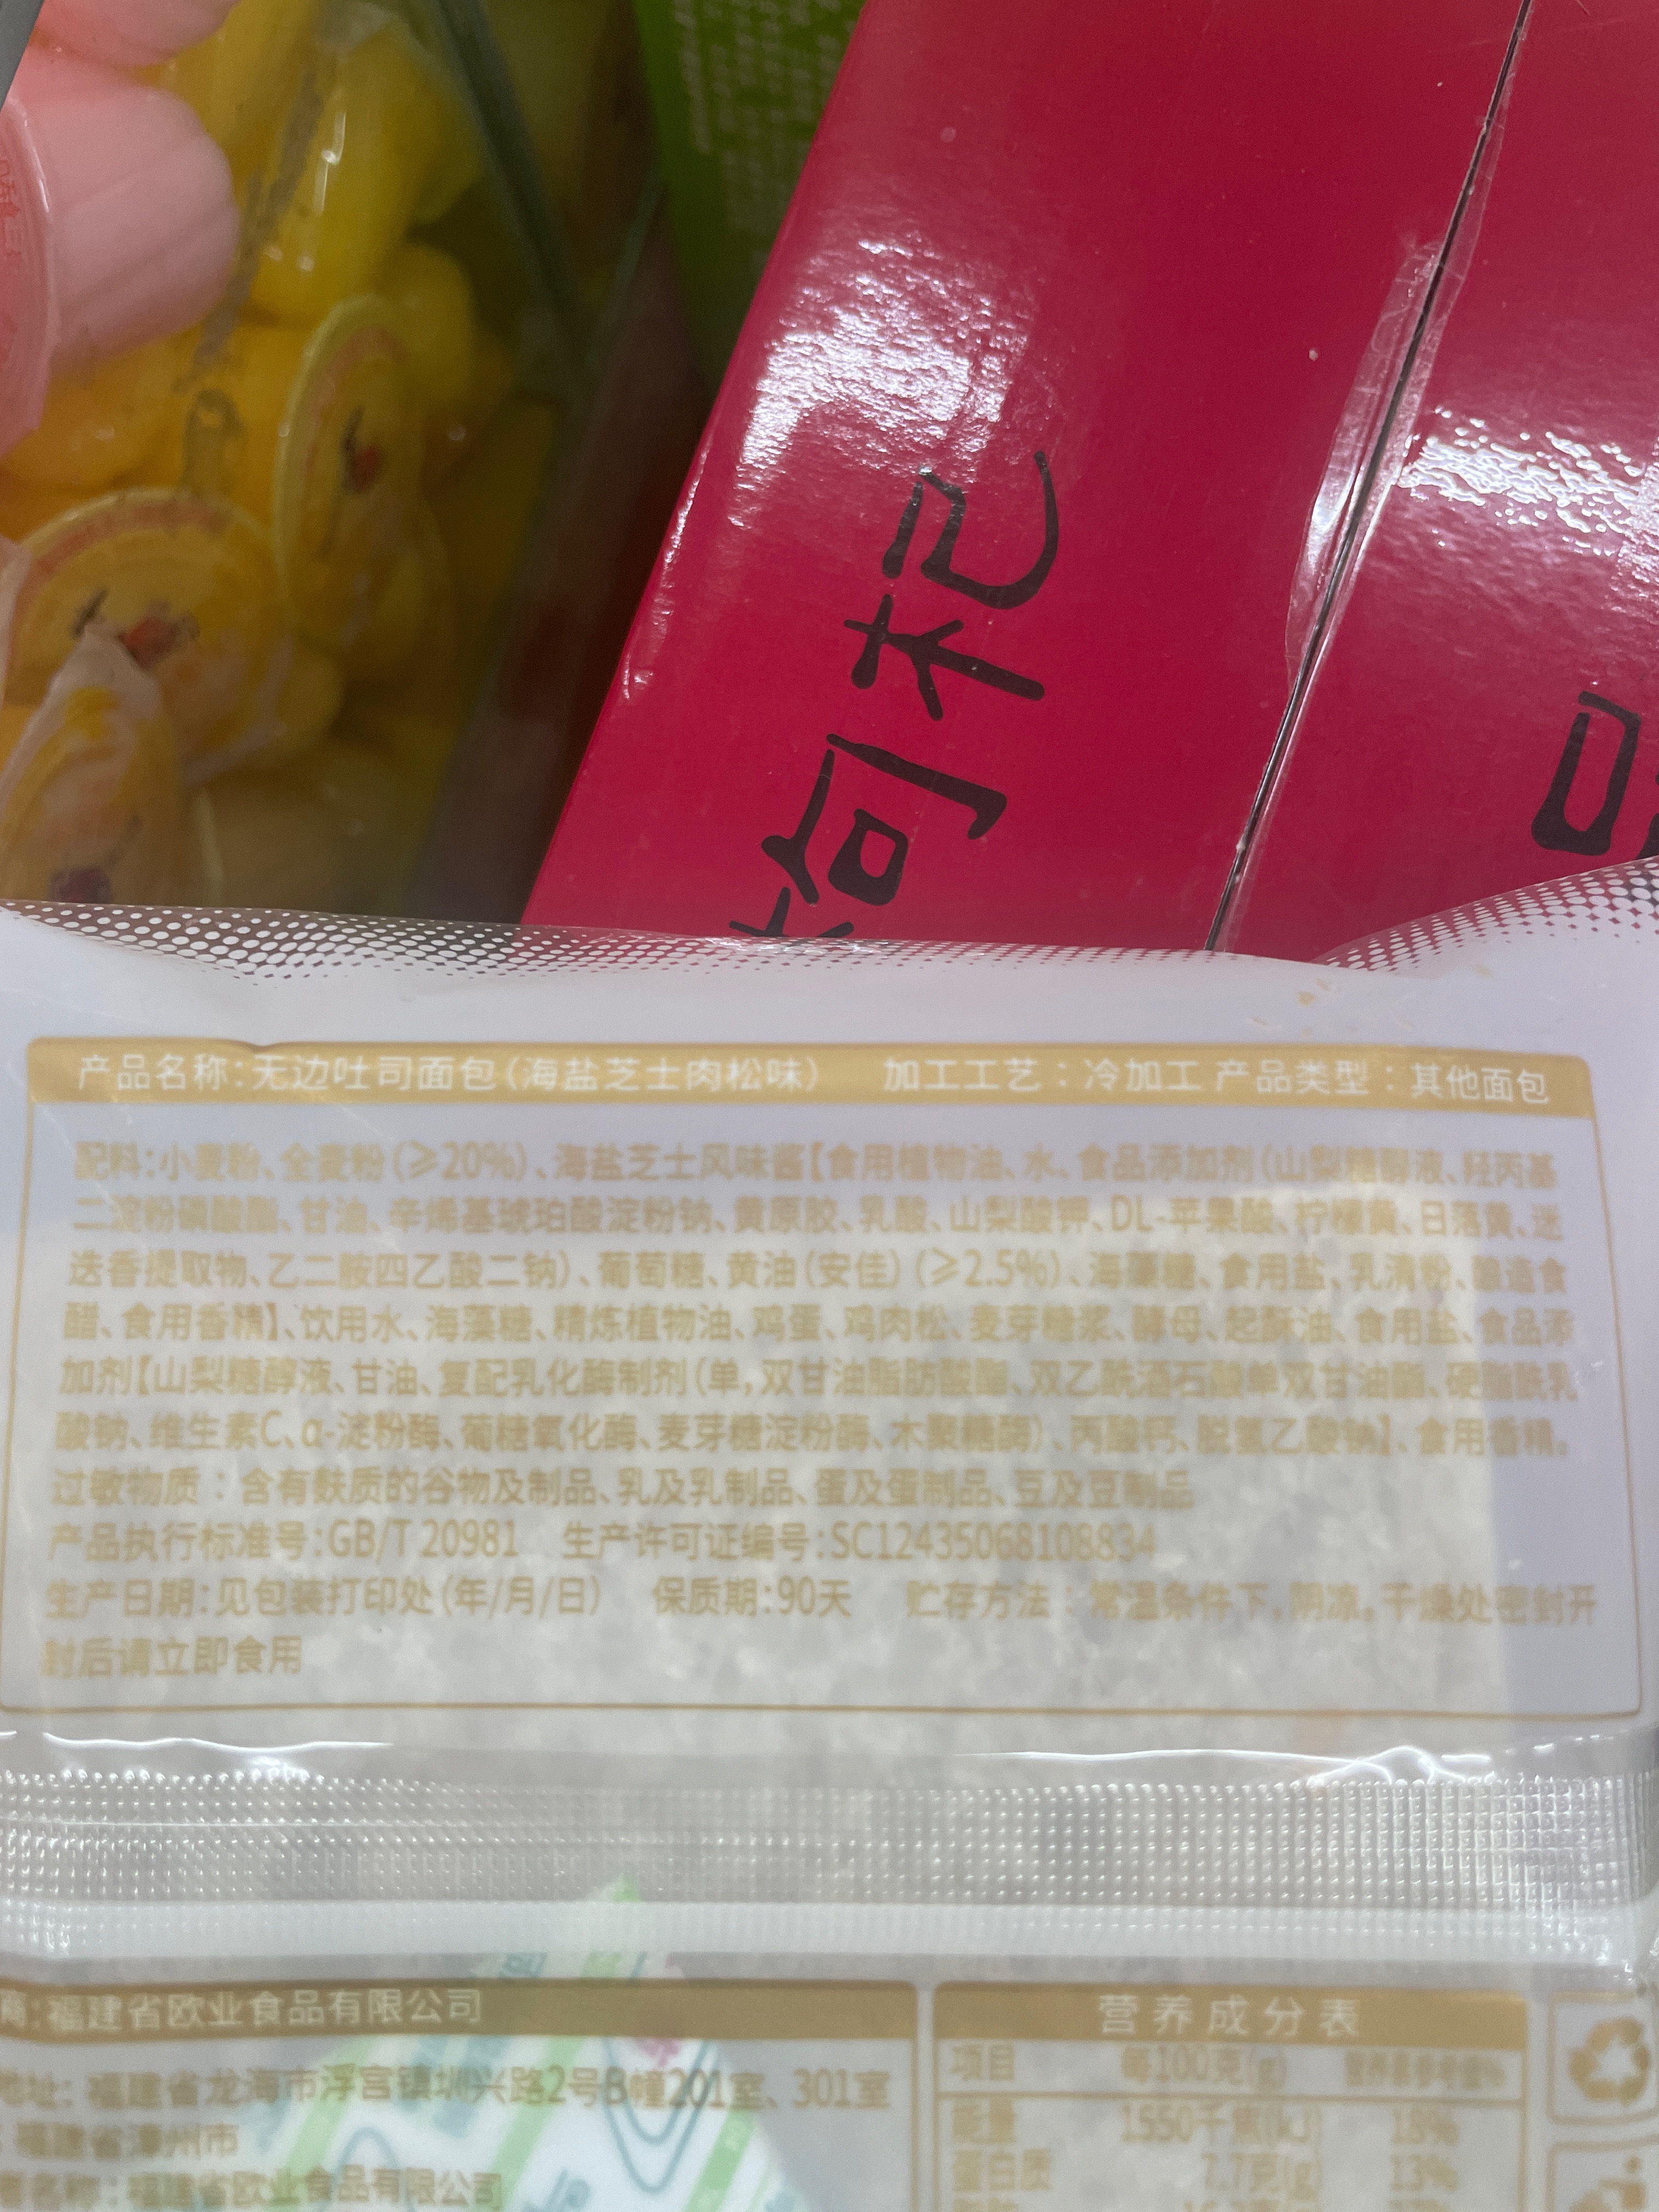 枸杞
产品名称:无边吐司面包(海盐芝士肉松味) 加工工艺:冷加工 产品类型:其他面包
配料:小麦粉、全麦粉(≥20%)、海盐芝士风味酱【食用植物油、水、食品添加剂(山梨糖醇液、羟丙基
二淀粉磷酸酯、甘油、辛烯基琥珀酸淀粉钠、黄原胶、乳酸、山梨酸钾、DL-苹果酸、柠檬黄、日落黄、迷
迭香提取物、乙二胺四乙酸二钠)、葡萄糖、黄油(安佳)(≥2.5%)、海藻糖、食用盐、乳清粉、酿造食
醋、食用香精】、饮用水、海藻糖、精炼植物油、鸡蛋、鸡肉松、麦芽糖浆、酵母、起酥油、食用盐、食品添
加剂【山梨糖醇液、甘油、复配乳化酶制剂(单,双甘油脂肪酸酯、双乙酰酒石酸单双甘油酯、硬脂酰乳
酸钠、维生素C、α-淀粉酶、葡糖氧化酶、麦芽糖淀粉酶、木聚糖酶)、丙酸钙、脱氢乙酸钠】、食用香精。
过敏物质:含有麸质的谷物及制品、乳及乳制品、蛋及蛋制品、豆及豆制品
产品执行标准号:GB/T 20981 生产许可证编号:SC12435068108834
生产日期:见包装打印处(年/月/日) 保质期:90天 贮存方法:常温条件下,阴凉。干燥处密封开
封后请立即食用
商:福建省欧业食品有限公司
地址:福建省龙海市浮宫镇圳兴路2号B幢201室、301室
福建省漳州市
名称:福建省欧业食品有限公司
营养成分表
项目 每100克(g) 营养素参考值%
能量 1550千焦(kJ) 18%
蛋白质 7.7克(g) 13%